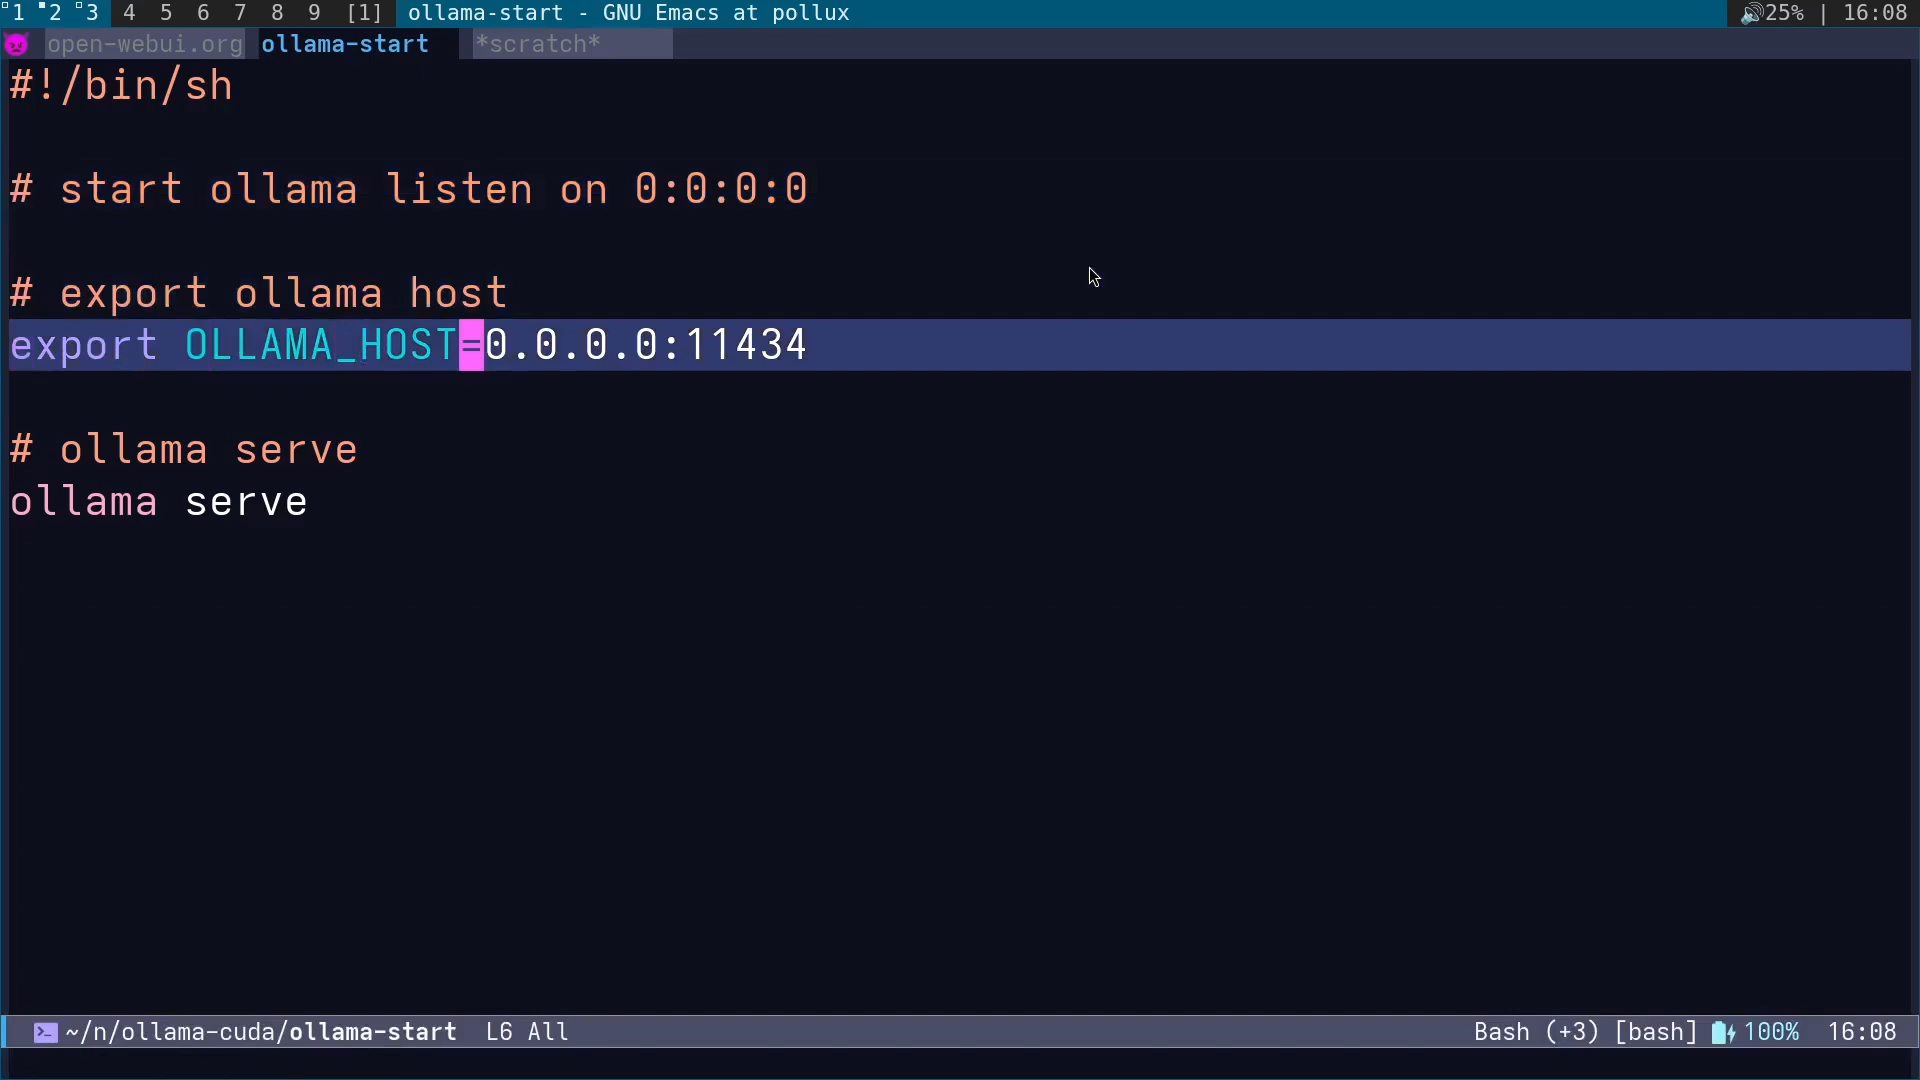 1 2 3 4 5 6 7 8 9 [1] ollama-start - GNU Emacs at pollux 25% | 16:08
open-webui.org ollama-start *scratch*
#!/bin/sh
# start ollama listen on 0:0:0:0
# export ollama host
export OLLAMA_HOST=0.0.0.0:11434
# ollama serve
ollama serve
~/n/ollama-cuda/ollama-start L6 All Bash (+3) [bash] 100% 16:08